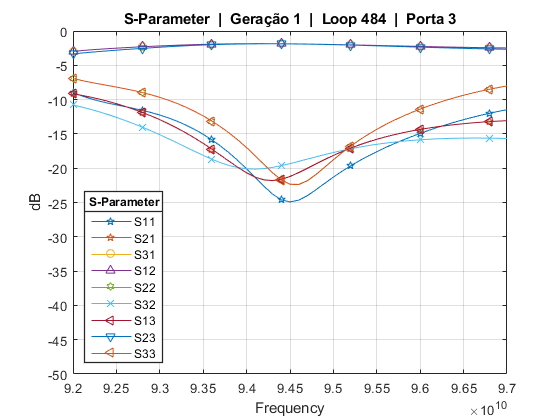 S-Parameter | Geração 1 | Loop 484 | Porta 3
0
-5
-10
-15
-20
-25
-30
-35
-40
-45
-50
dB
S-Parameter
S11
S21
S31
S12
S22
S32
S13
S23
S33
9.2 9.25 9.3 9.35 9.4 9.45 9.5 9.55 9.6 9.65 9.7
Frequency
×10^10